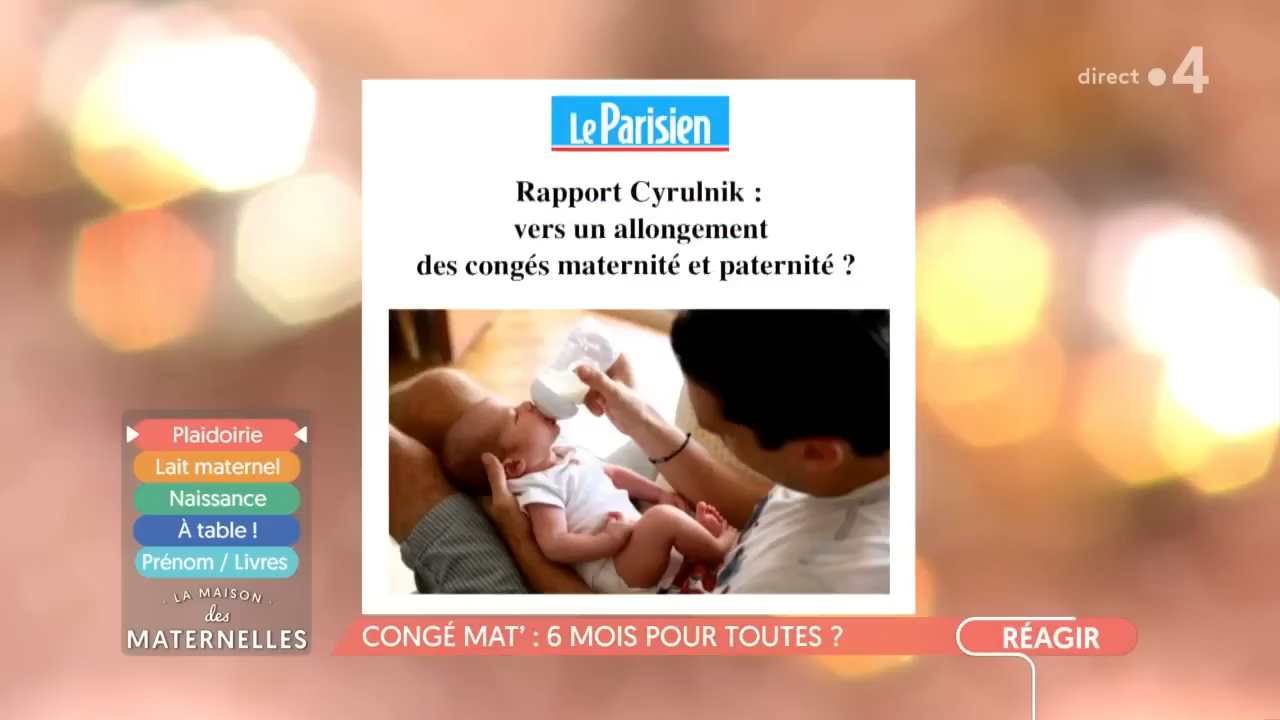 direct 4
Le Parisien
Rapport Cyrulnik :
vers un allongement
des congés maternité et paternité ?
Plaidoirie
Lait maternel
Naissance
À table !
Prénom / Livres
LA MAISON
des
MATERNELLES
CONGÉ MAT' : 6 MOIS POUR TOUTES ?
RÉAGIR